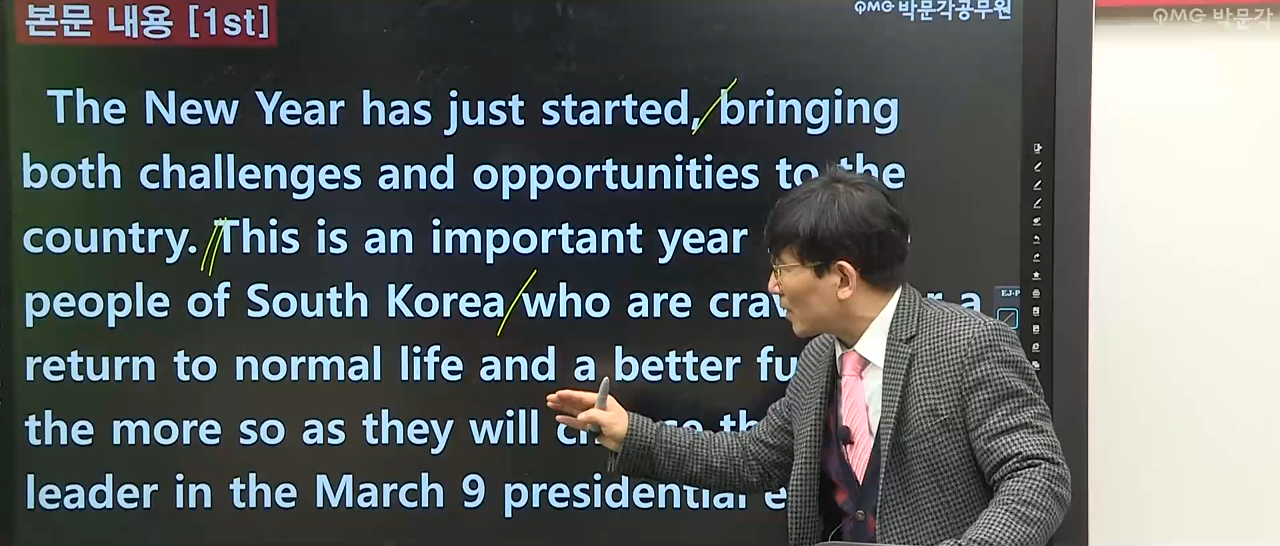 본문 내용 [1st]
PMG 박문각공무원
PMG 박문각
The New Year has just started, bringing
both challenges and opportunities to the
country. This is an important year
people of South Korea who are a
return to normal life and a better
the more so as they will
leader in the March 9 presidential
EJ-P